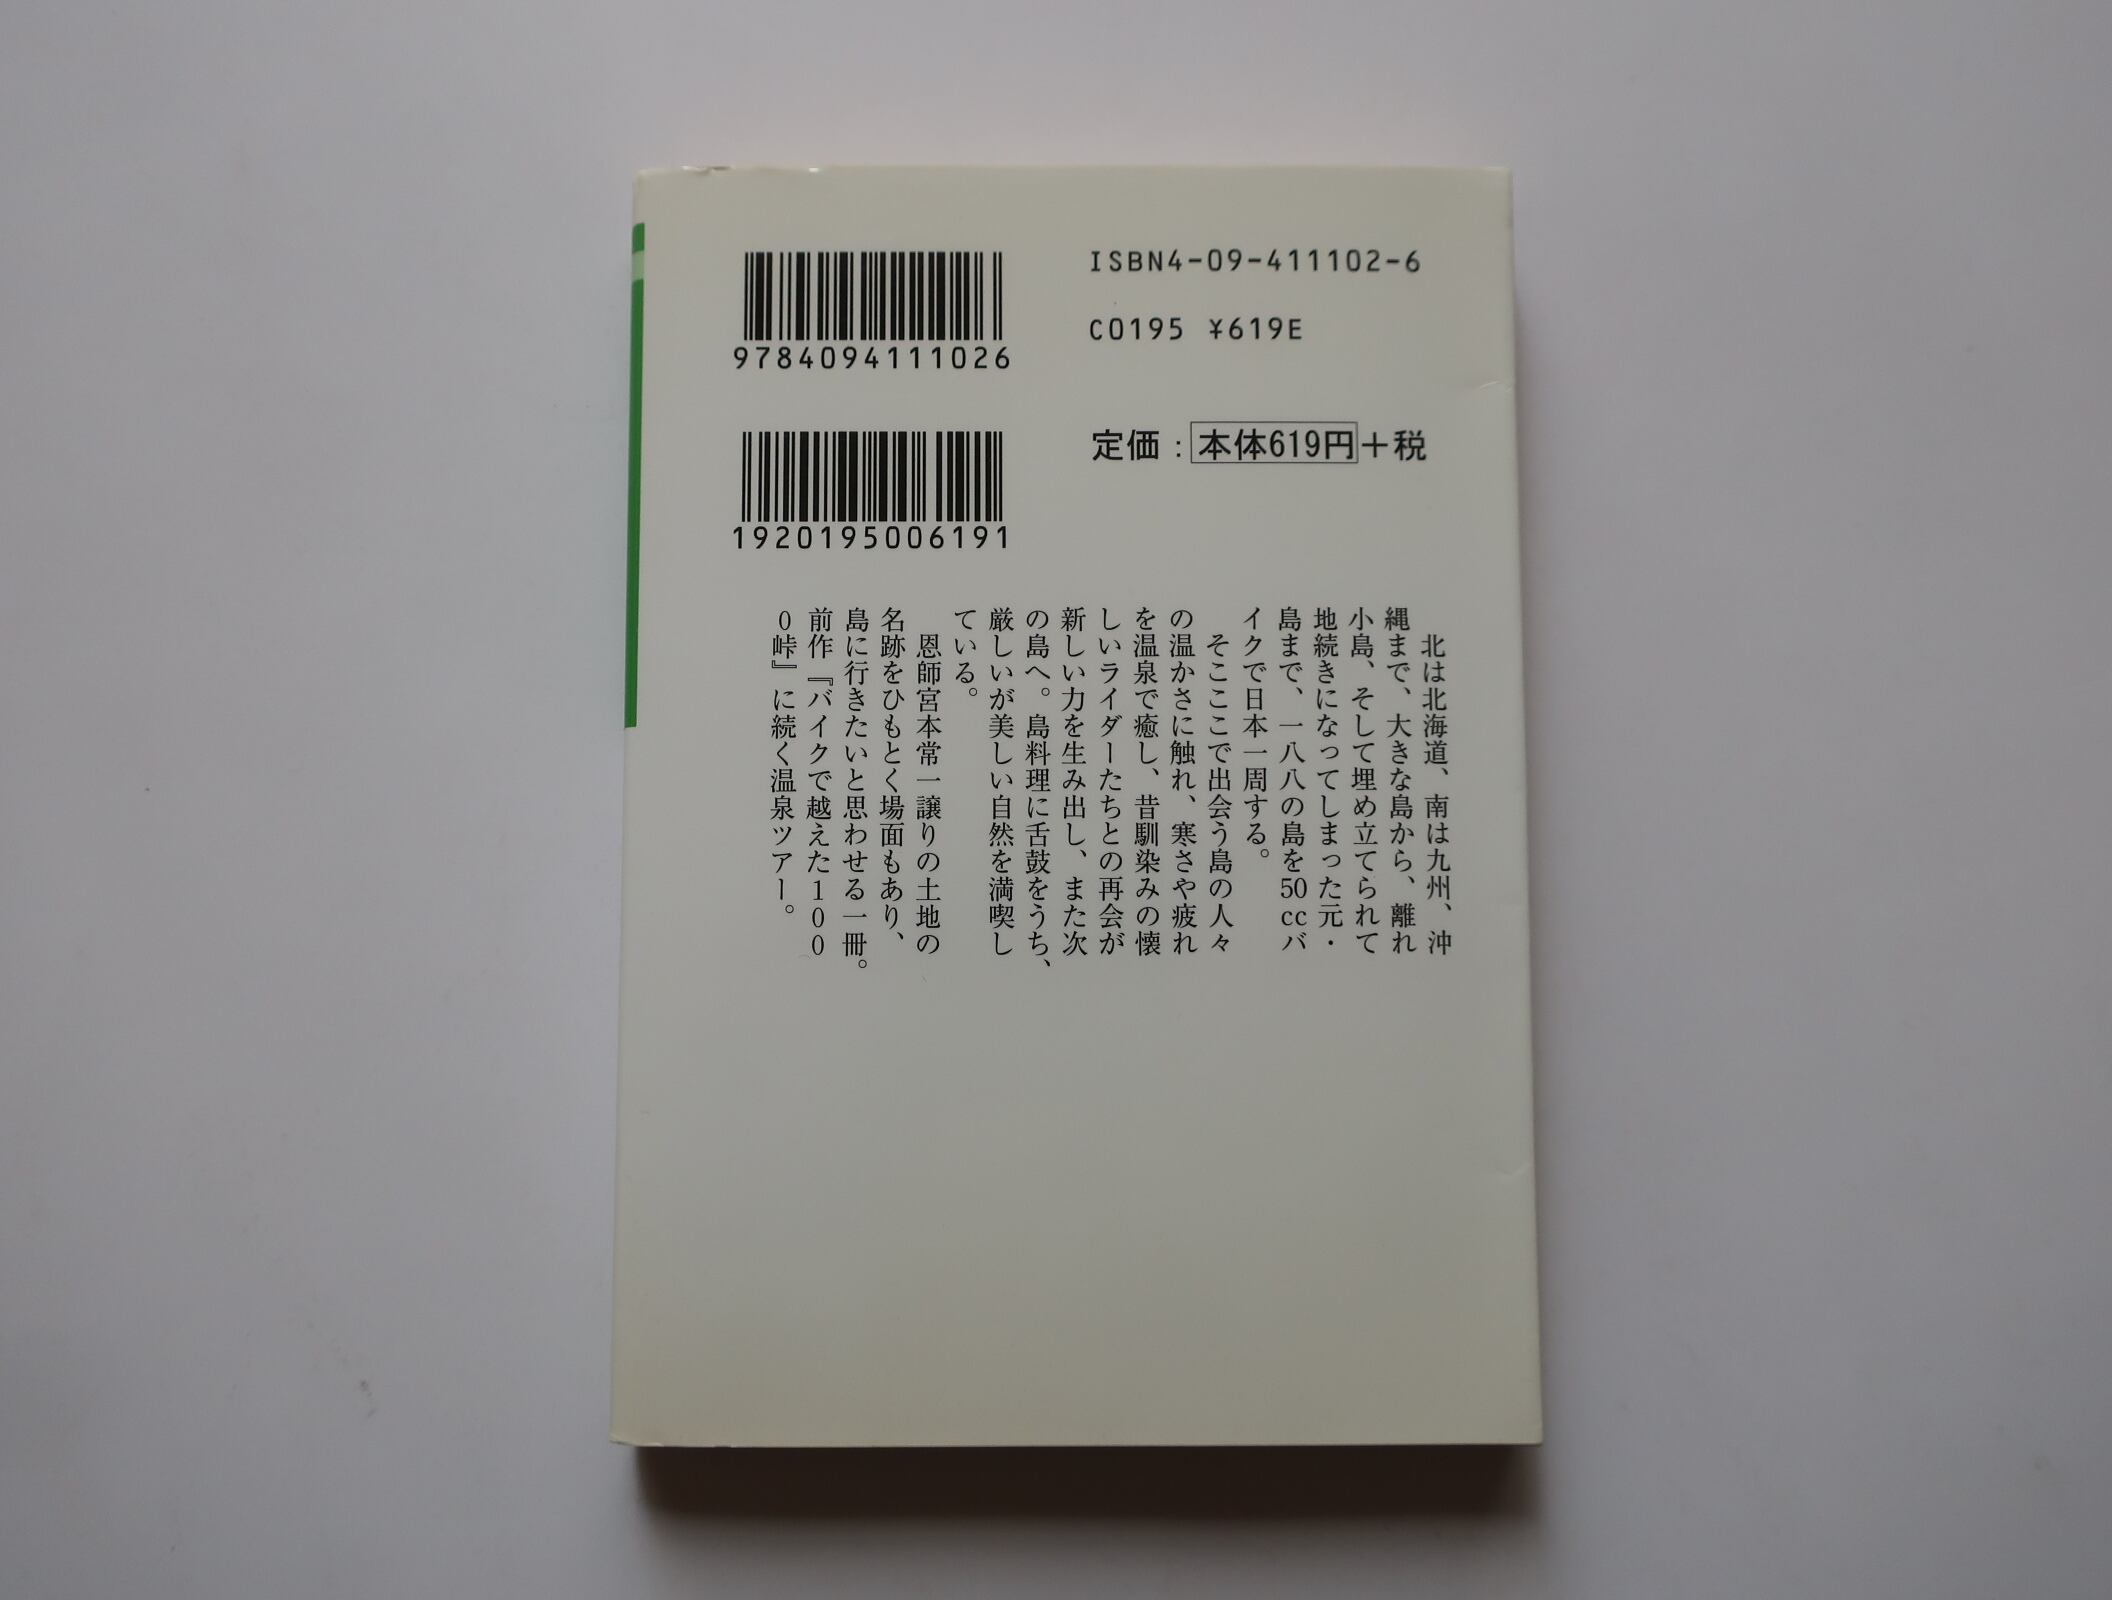 ISBN4-09-411102-6
C0195 ¥619E
9784094111026
定価：本体619円＋税
1920195006191
北は北海道、南は九州、沖
縄まで、大きな島から、離れ
小島、そして埋め立てられて
地続きになってしまった元・
島まで、一八八の島を50ccバ
イクで日本一周する。
そこここで出会う島の人々
の温かさに触れ、寒さや疲れ
を温泉で癒し、昔馴染みの懐
しいライダーたちとの再会が
新しい力を生み出し、また次
の島へ。島料理に舌鼓をうち、
厳しいが美しい自然を満喫し
ている。
恩師宮本常一譲りの土地の
名跡をひもとく場面もあり、
島に行きたいと思わせる一冊。
前作『バイクで越えた100
0峠』に続く温泉ツアー。